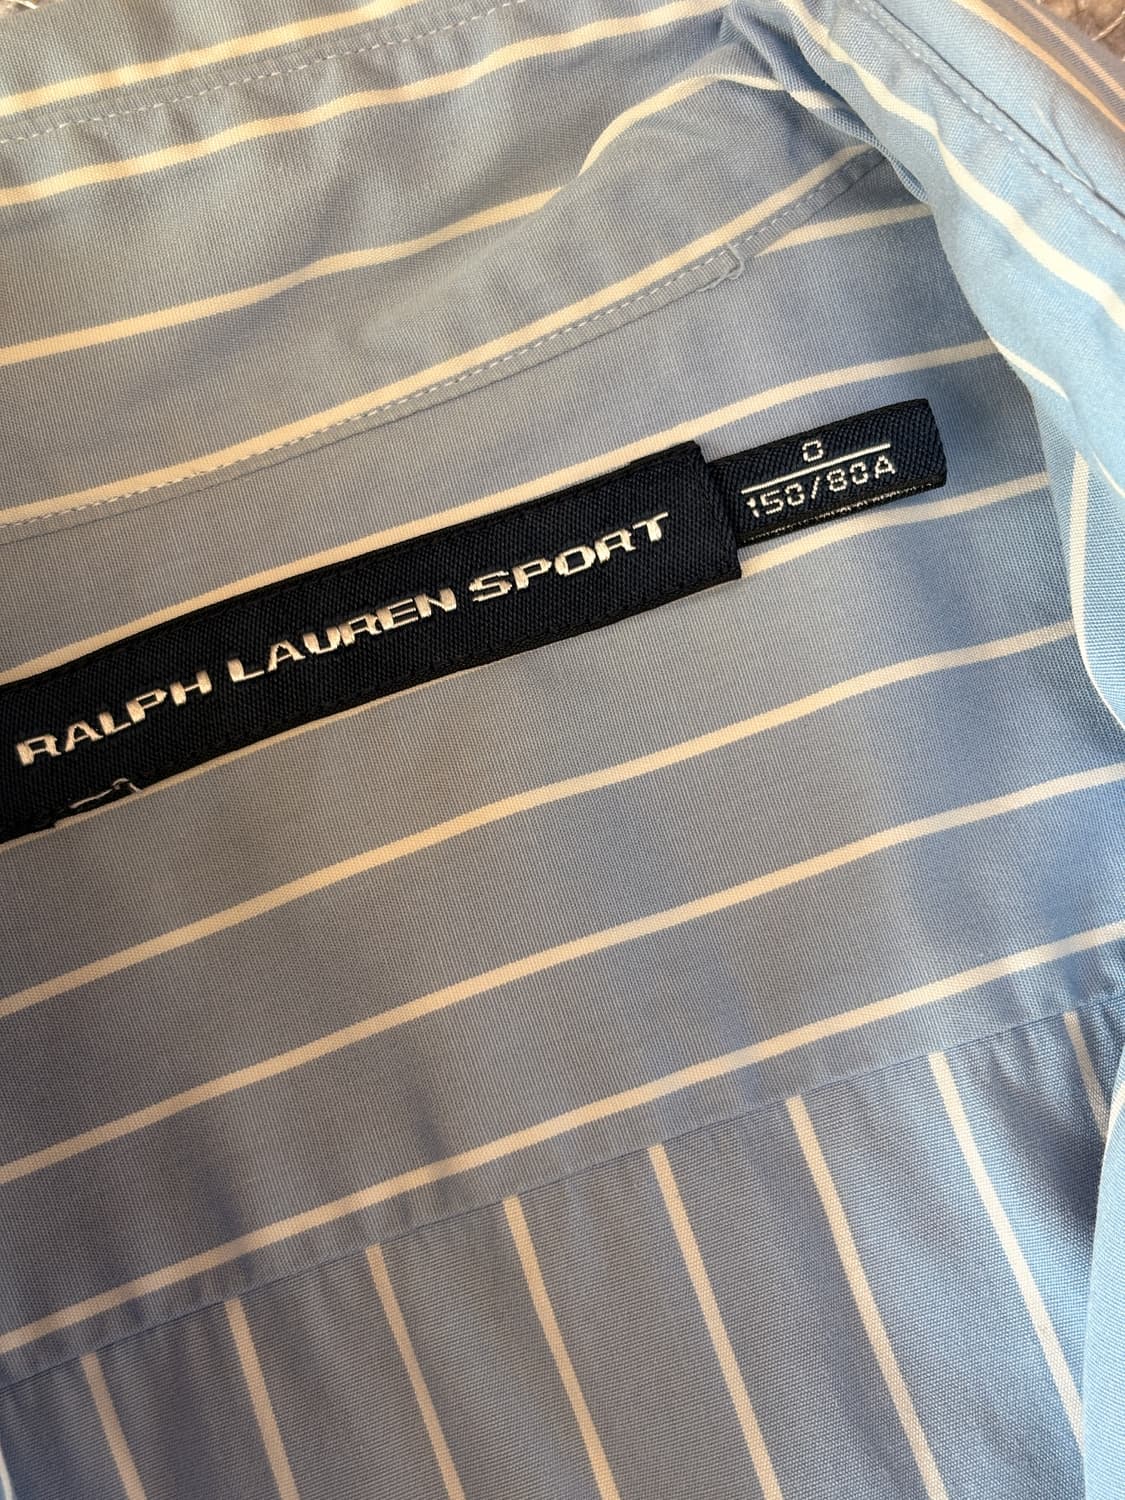 RALPH LAUREN SPORT
0
150/80A